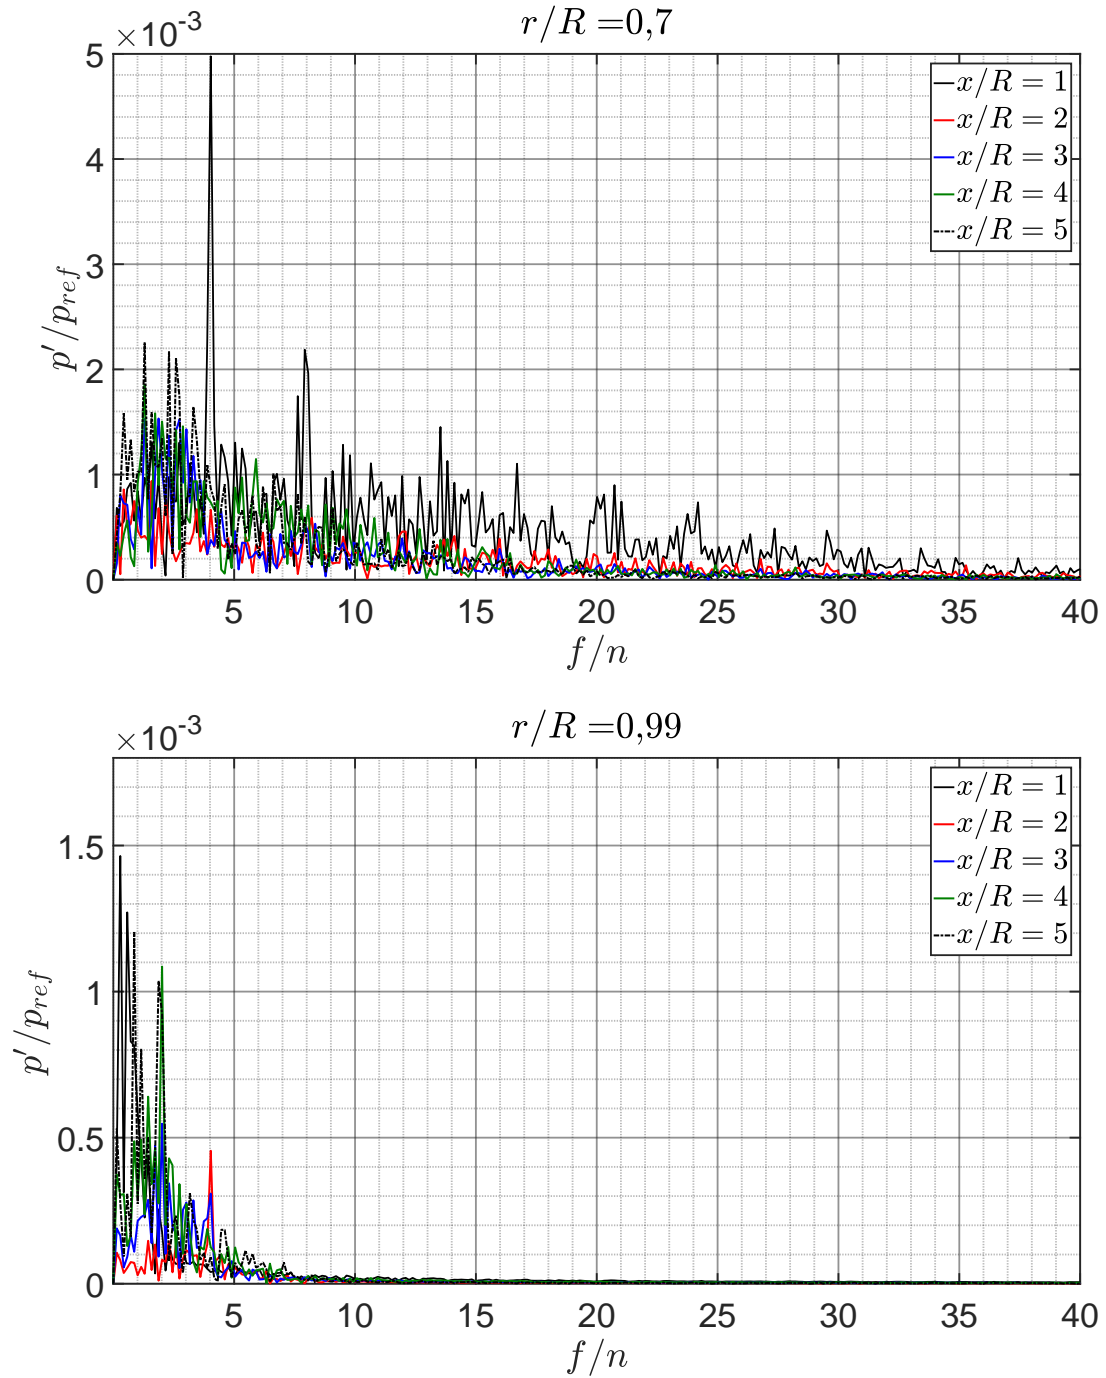 r/R =0,7
×10-3
5
4
3
2
1
0
p'/pref
x/R = 1
x/R = 2
x/R = 3
x/R = 4
x/R = 5
5 10 15 20 25 30 35 40
f/n
r/R =0,99
×10-3
1.5
1
0.5
0
p'/pref
x/R = 1
x/R = 2
x/R = 3
x/R = 4
x/R = 5
5 10 15 20 25 30 35 40
f/n